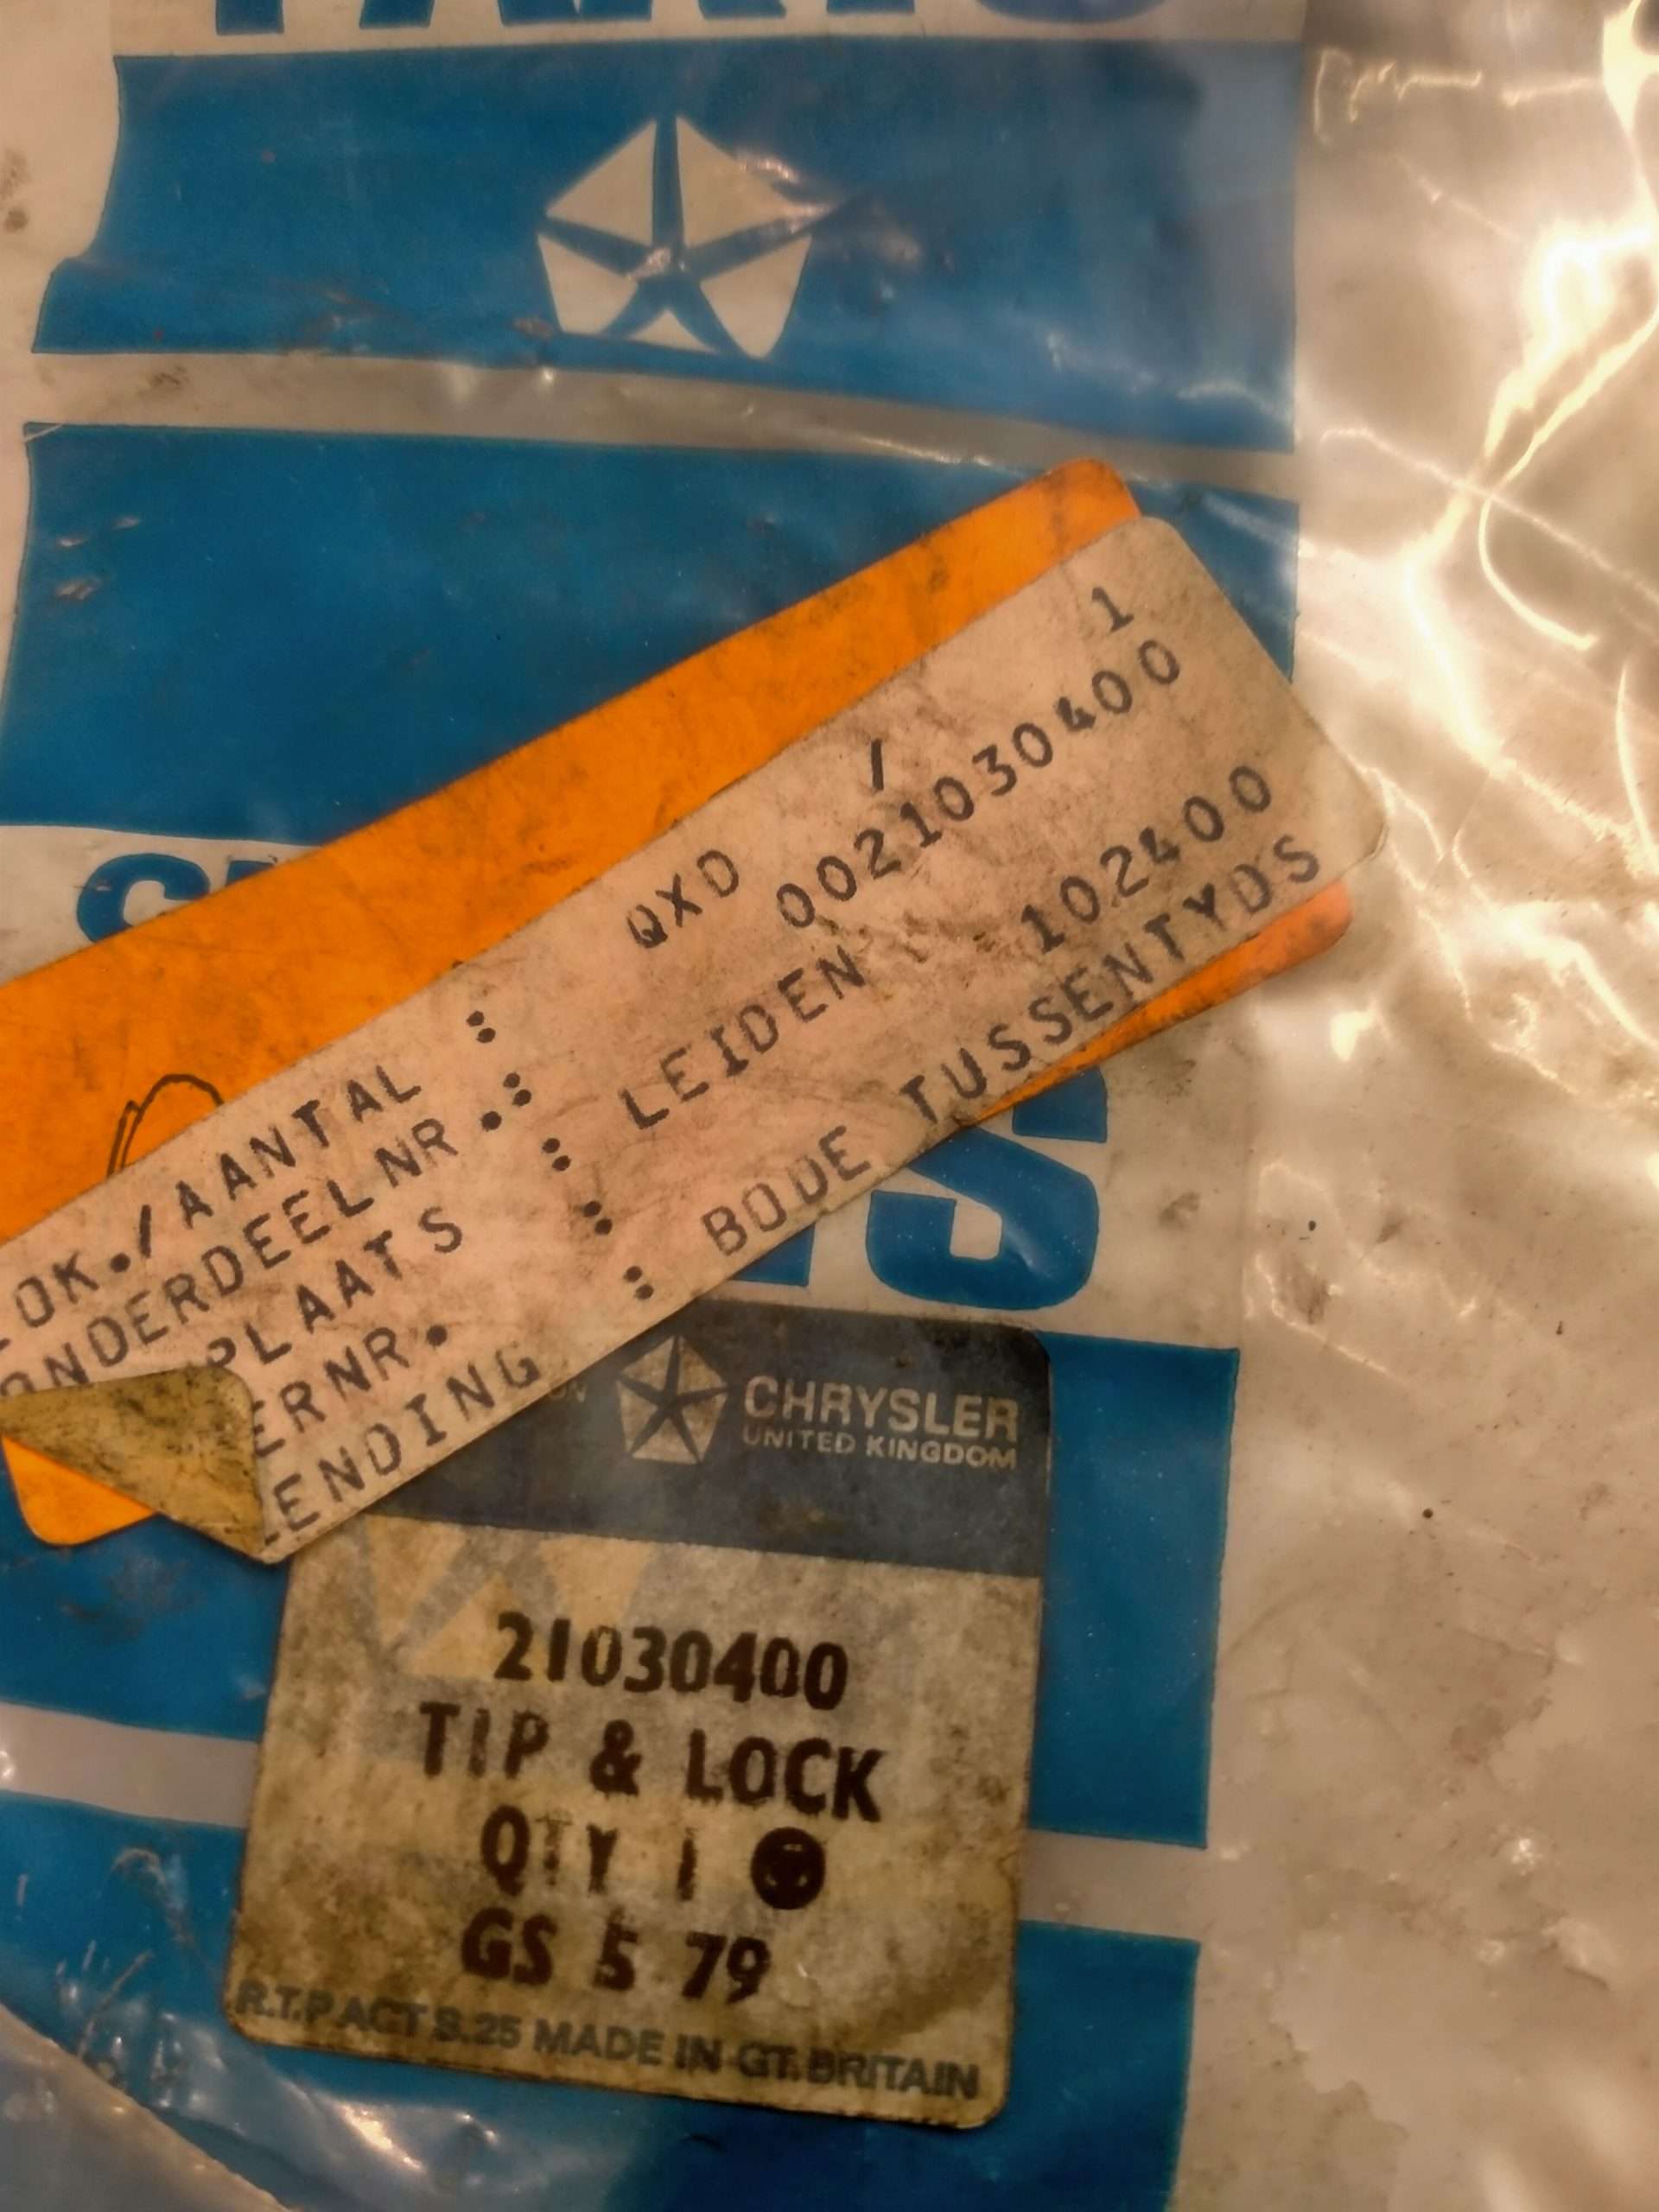 PARTS
QXD / 1
OK./AANTAL :
ONDERDEELNR.: 0021030400
PLAATS : LEIDEN
ERNR. : 102400
ENDING : BODE TUSSENTYDS
CHRYSLER
UNITED KINGDOM
21030400
TIP & LOCK
QTY 1
GS 5 79
R.T.P.ACT S.25 MADE IN GT.BRITAIN